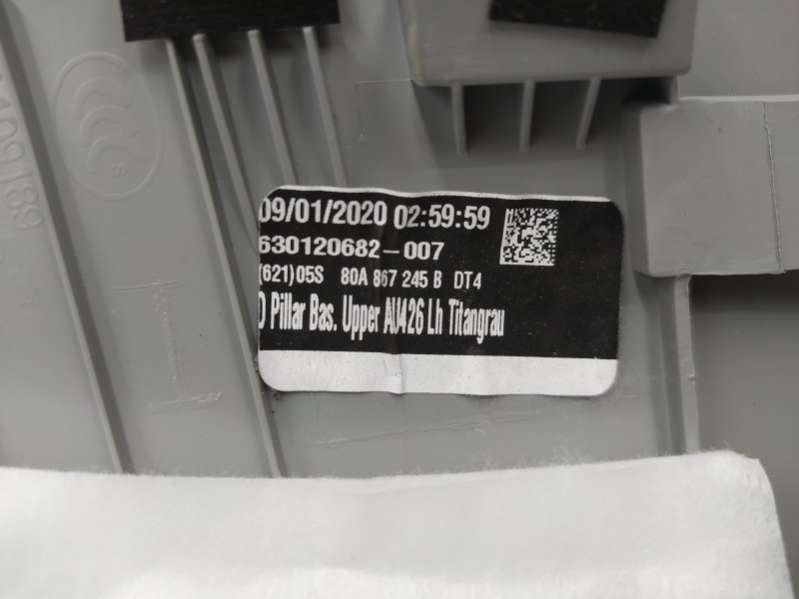 09/01/2020 02:59:59
630120682-007
(621)05S 80A 867 245 B DT4
D Pillar Bas. Upper AU426 Lh Titangrau
S